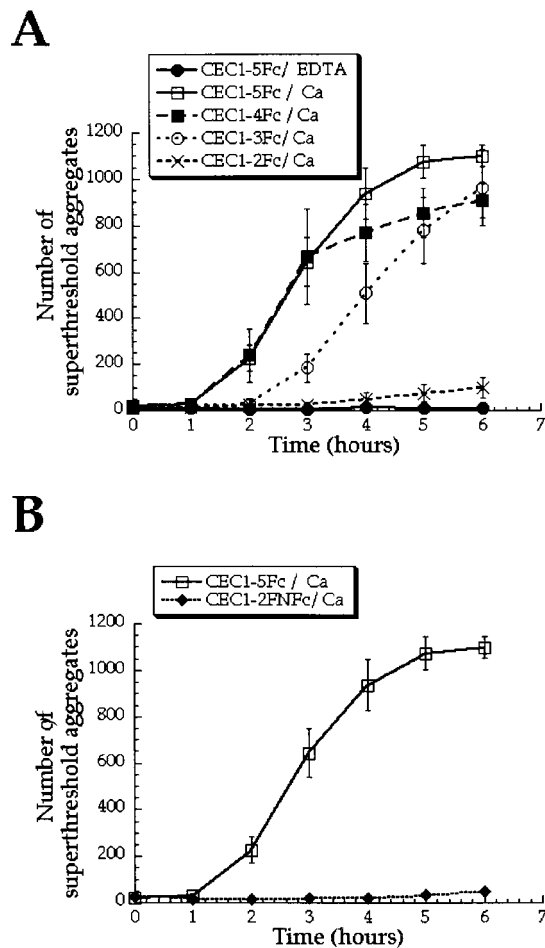 A
CEC1-5Fc/ EDTA
CEC1-5Fc / Ca
CEC1-4Fc / Ca
CEC1-3Fc/ Ca
CEC1-2Fc/ Ca
Number of
superthreshold aggregates
1200
1000
800
600
400
200
0
0 1 2 3 4 5 6 7
Time (hours)
B
CEC1-5Fc / Ca
CEC1-2FNFc/ Ca
Number of
superthreshold aggregates
1200
1000
800
600
400
200
0
0 1 2 3 4 5 6 7
Time (hours)